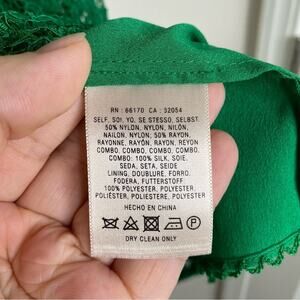 RN : 66170 CA : 32054
SELF, SOI, YO, SE STESSO, SELBST.
50% NYLON, NYLON, NILÓN,
NAILON, NYLON; 50% RAYON.
RAYONNE, RAYÓN, RAYON, REYON
COMBO, COMBO, COMBO, COMBO,
COMBO: 100% SILK, SOIE,
SEDA, SETA, SEIDE
LINING, DOUBLURE, FORRO,
FODERA, FUTTERSTOFF:
100% POLYESTER, POLYESTER,
POLIÉSTER, POLIESTERE, POLYESTER
HECHO EN CHINA
DRY CLEAN ONLY